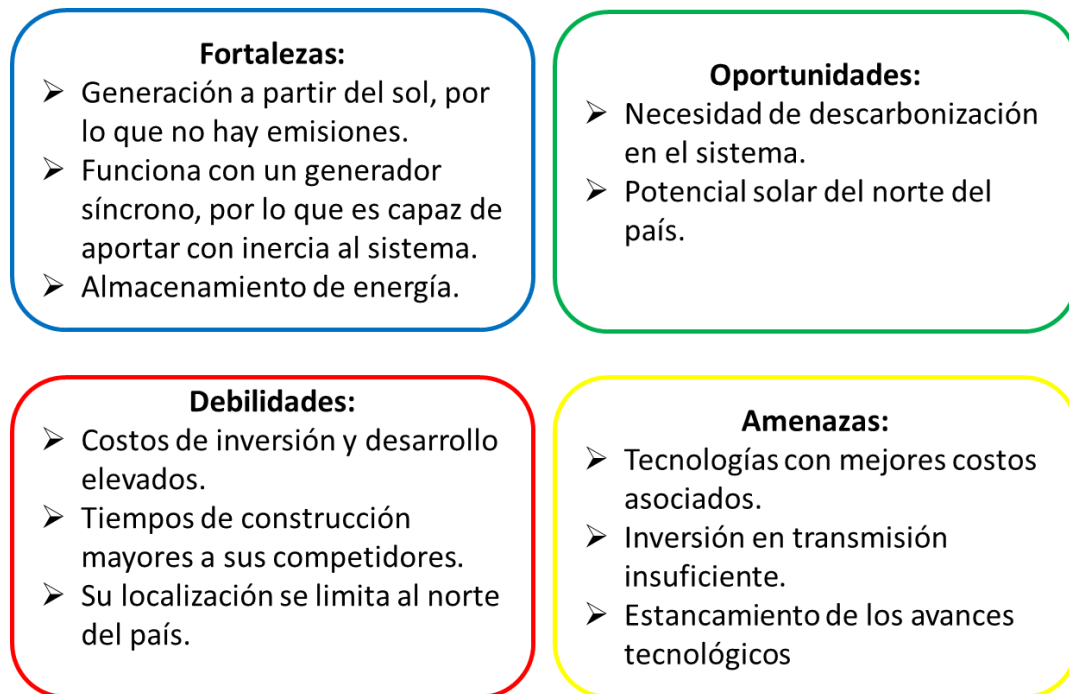 Fortalezas:
➢ Generación a partir del sol, por
lo que no hay emisiones.
➢ Funciona con un generador
síncrono, por lo que es capaz de
aportar con inercia al sistema.
➢ Almacenamiento de energía.
Oportunidades:
➢ Necesidad de descarbonización
en el sistema.
➢ Potencial solar del norte del
país.
Debilidades:
➢ Costos de inversión y desarrollo
elevados.
➢ Tiempos de construcción
mayores a sus competidores.
➢ Su localización se limita al norte
del país.
Amenazas:
➢ Tecnologías con mejores costos
asociados.
➢ Inversión en transmisión
insuficiente.
➢ Estancamiento de los avances
tecnológicos